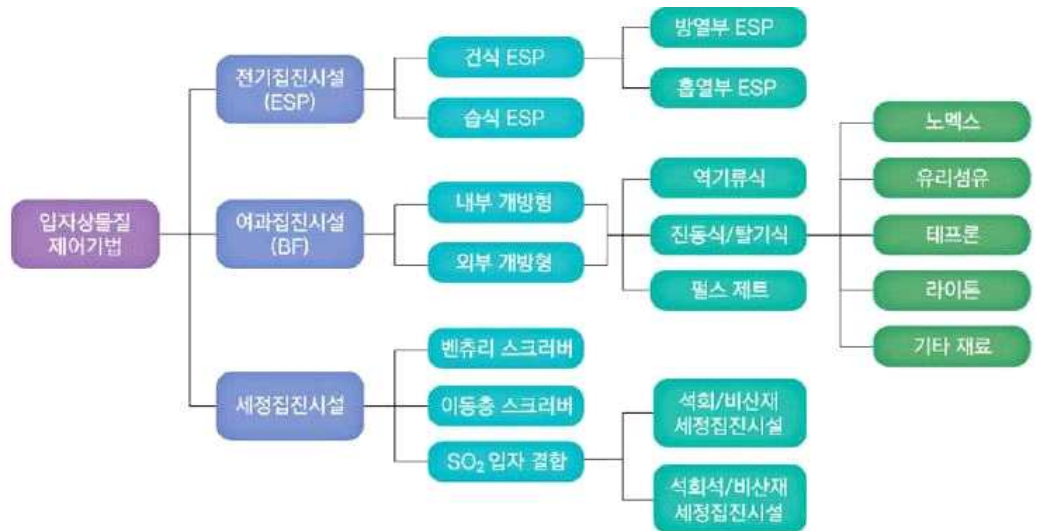 입자상물질
제어기법
전기집진시설
(ESP)
건식 ESP
방열부 ESP
흡열부 ESP
습식 ESP
여과집진시설
(BF)
내부 개방형
외부 개방형
역기류식
진동식/탈기식
펄스 제트
노멕스
유리섬유
테프론
라이톤
기타 재료
세정집진시설
벤츄리 스크러버
이동층 스크러버
SO₂ 입자 결합
석회/비산재
세정집진시설
석회석/비산재
세정집진시설